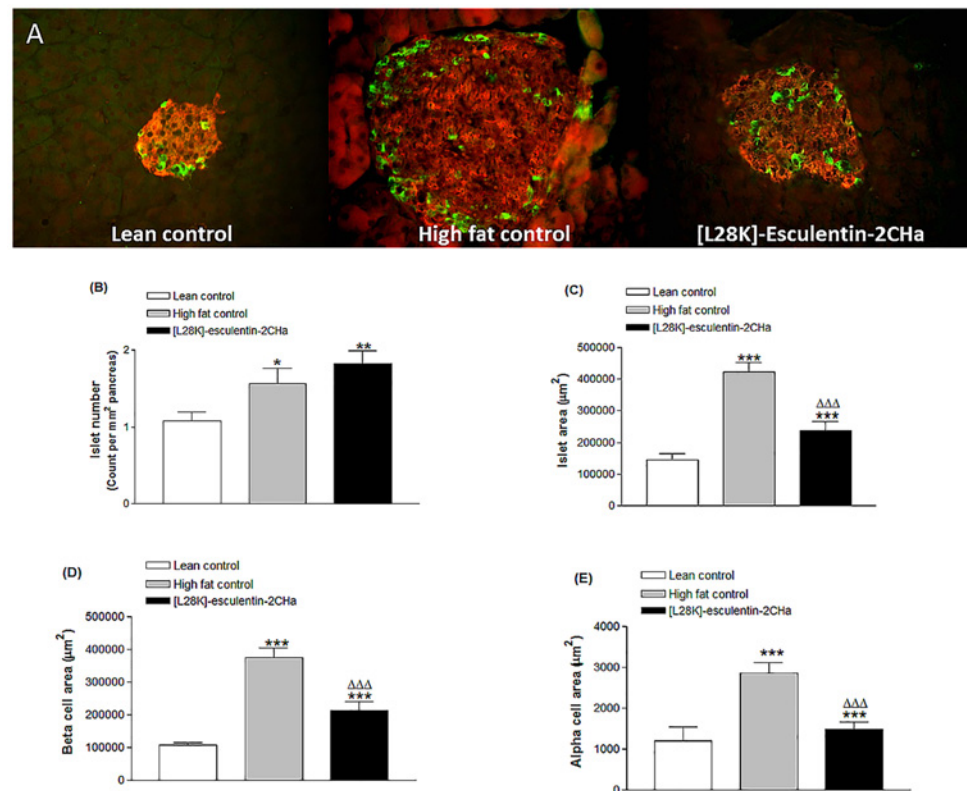 A
Lean control
High fat control
[L28K]-Esculentin-2CHa
(B)
Lean control
High fat control
[L28K]-esculentin-2CHa
Islet number
(Count per mm² pancreas)
2
1
0
*
**
(C)
Lean control
High fat control
[L28K]-esculentin-2CHa
Islet area (µm²)
500000
400000
300000
200000
100000
0
***
ΔΔΔ
***
(D)
Lean control
High fat control
[L28K]-esculentin-2CHa
Beta cell area (µm²)
500000
400000
300000
200000
100000
0
***
ΔΔΔ
***
(E)
Lean control
High fat control
[L28K]-esculentin-2CHa
Alpha cell area (µm²)
4000
3000
2000
1000
0
***
ΔΔΔ
***